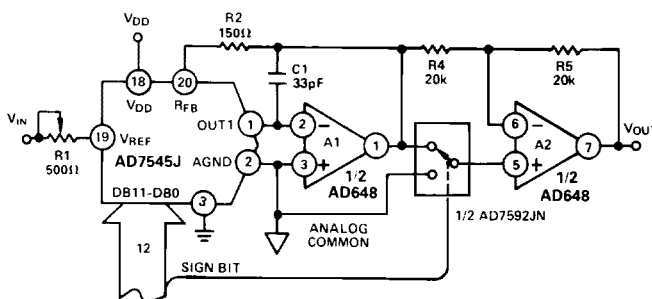 R2
150Ω
VDD
C1
33pF
R4
20k
R5
20k
18
20
VDD
RFB
VIN
19
VREF
OUT1
1
2
−
A1
1
6
−
A2
7
VOUT
R1
500Ω
AD7545J
AGND
2
3
+
5
+
DB11-DB0
3
1/2
AD648
1/2
AD648
1/2 AD7592JN
ANALOG
COMMON
12
SIGN BIT